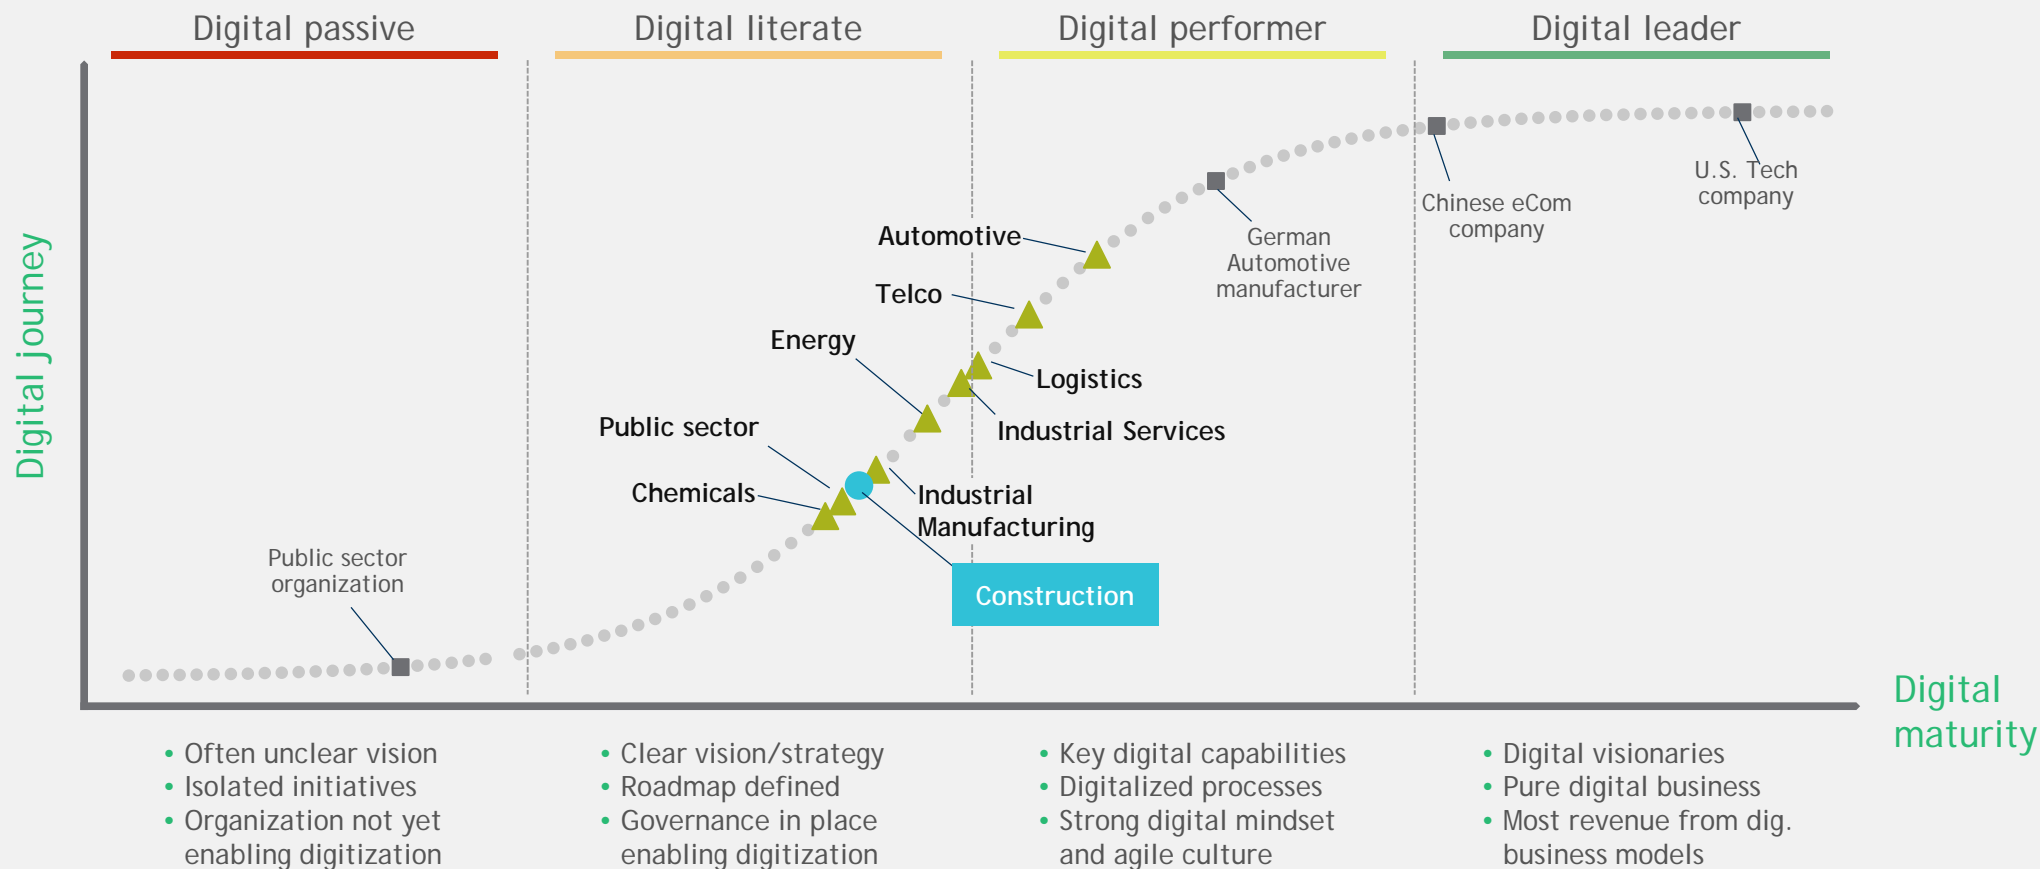 Digital passive
Digital literate
Digital performer
Digital leader
Digital journey
U.S. Tech
company
Chinese eCom
company
German
Automotive
manufacturer
Automotive
Telco
Energy
Logistics
Public sector
Industrial Services
Chemicals
Industrial
Manufacturing
Public sector
organization
Construction
Digital
maturity
• Often unclear vision
• Isolated initiatives
• Organization not yet
enabling digitization
• Clear vision/strategy
• Roadmap defined
• Governance in place
enabling digitization
• Key digital capabilities
• Digitalized processes
• Strong digital mindset
and agile culture
• Digital visionaries
• Pure digital business
• Most revenue from dig.
business models